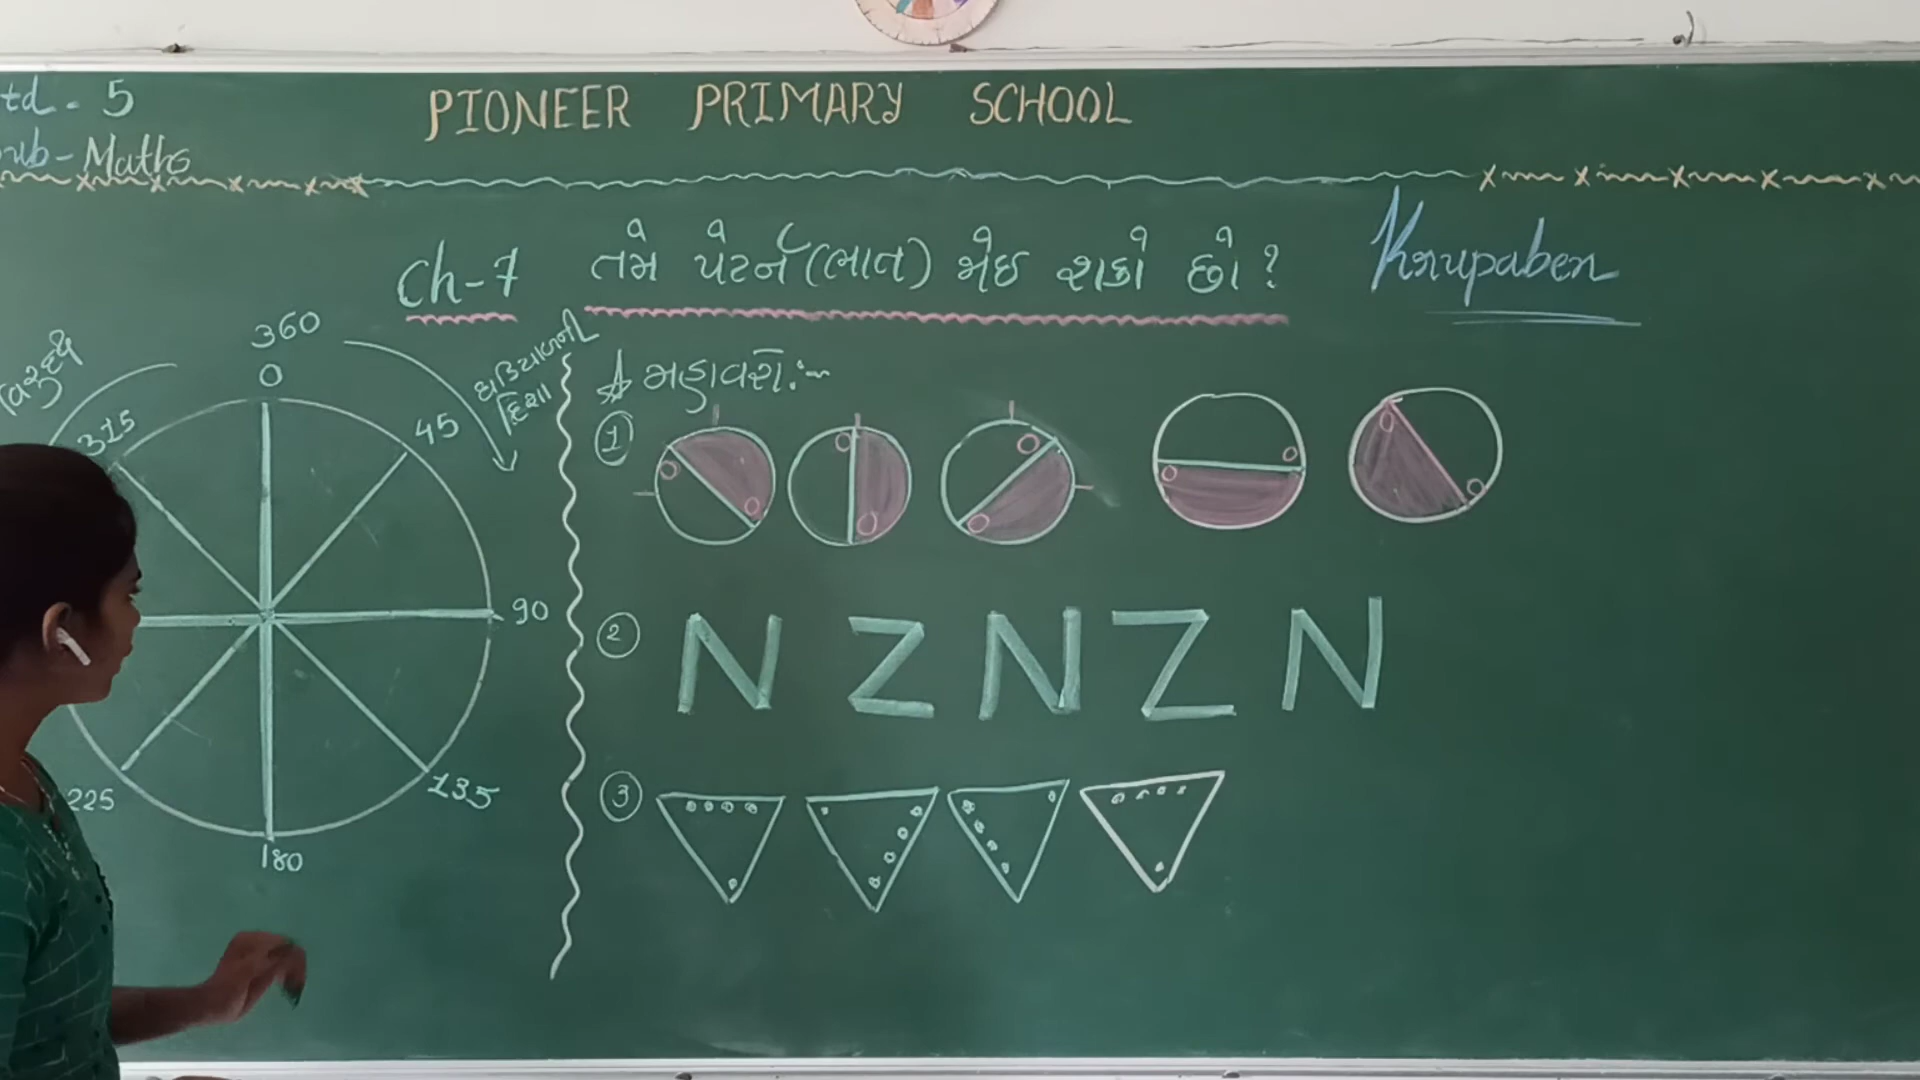 td - 5
PIONEER PRIMARY SCHOOL
ub - Maths
Ch-7 તમે પેટર્ન (ભાત) જોઈ શકો છો?
Krupaben
360
0
ઘડિયાળની
દિશા
315
45
90
135
180
225
મહાવરો:-
1
2
N Z N Z N
3